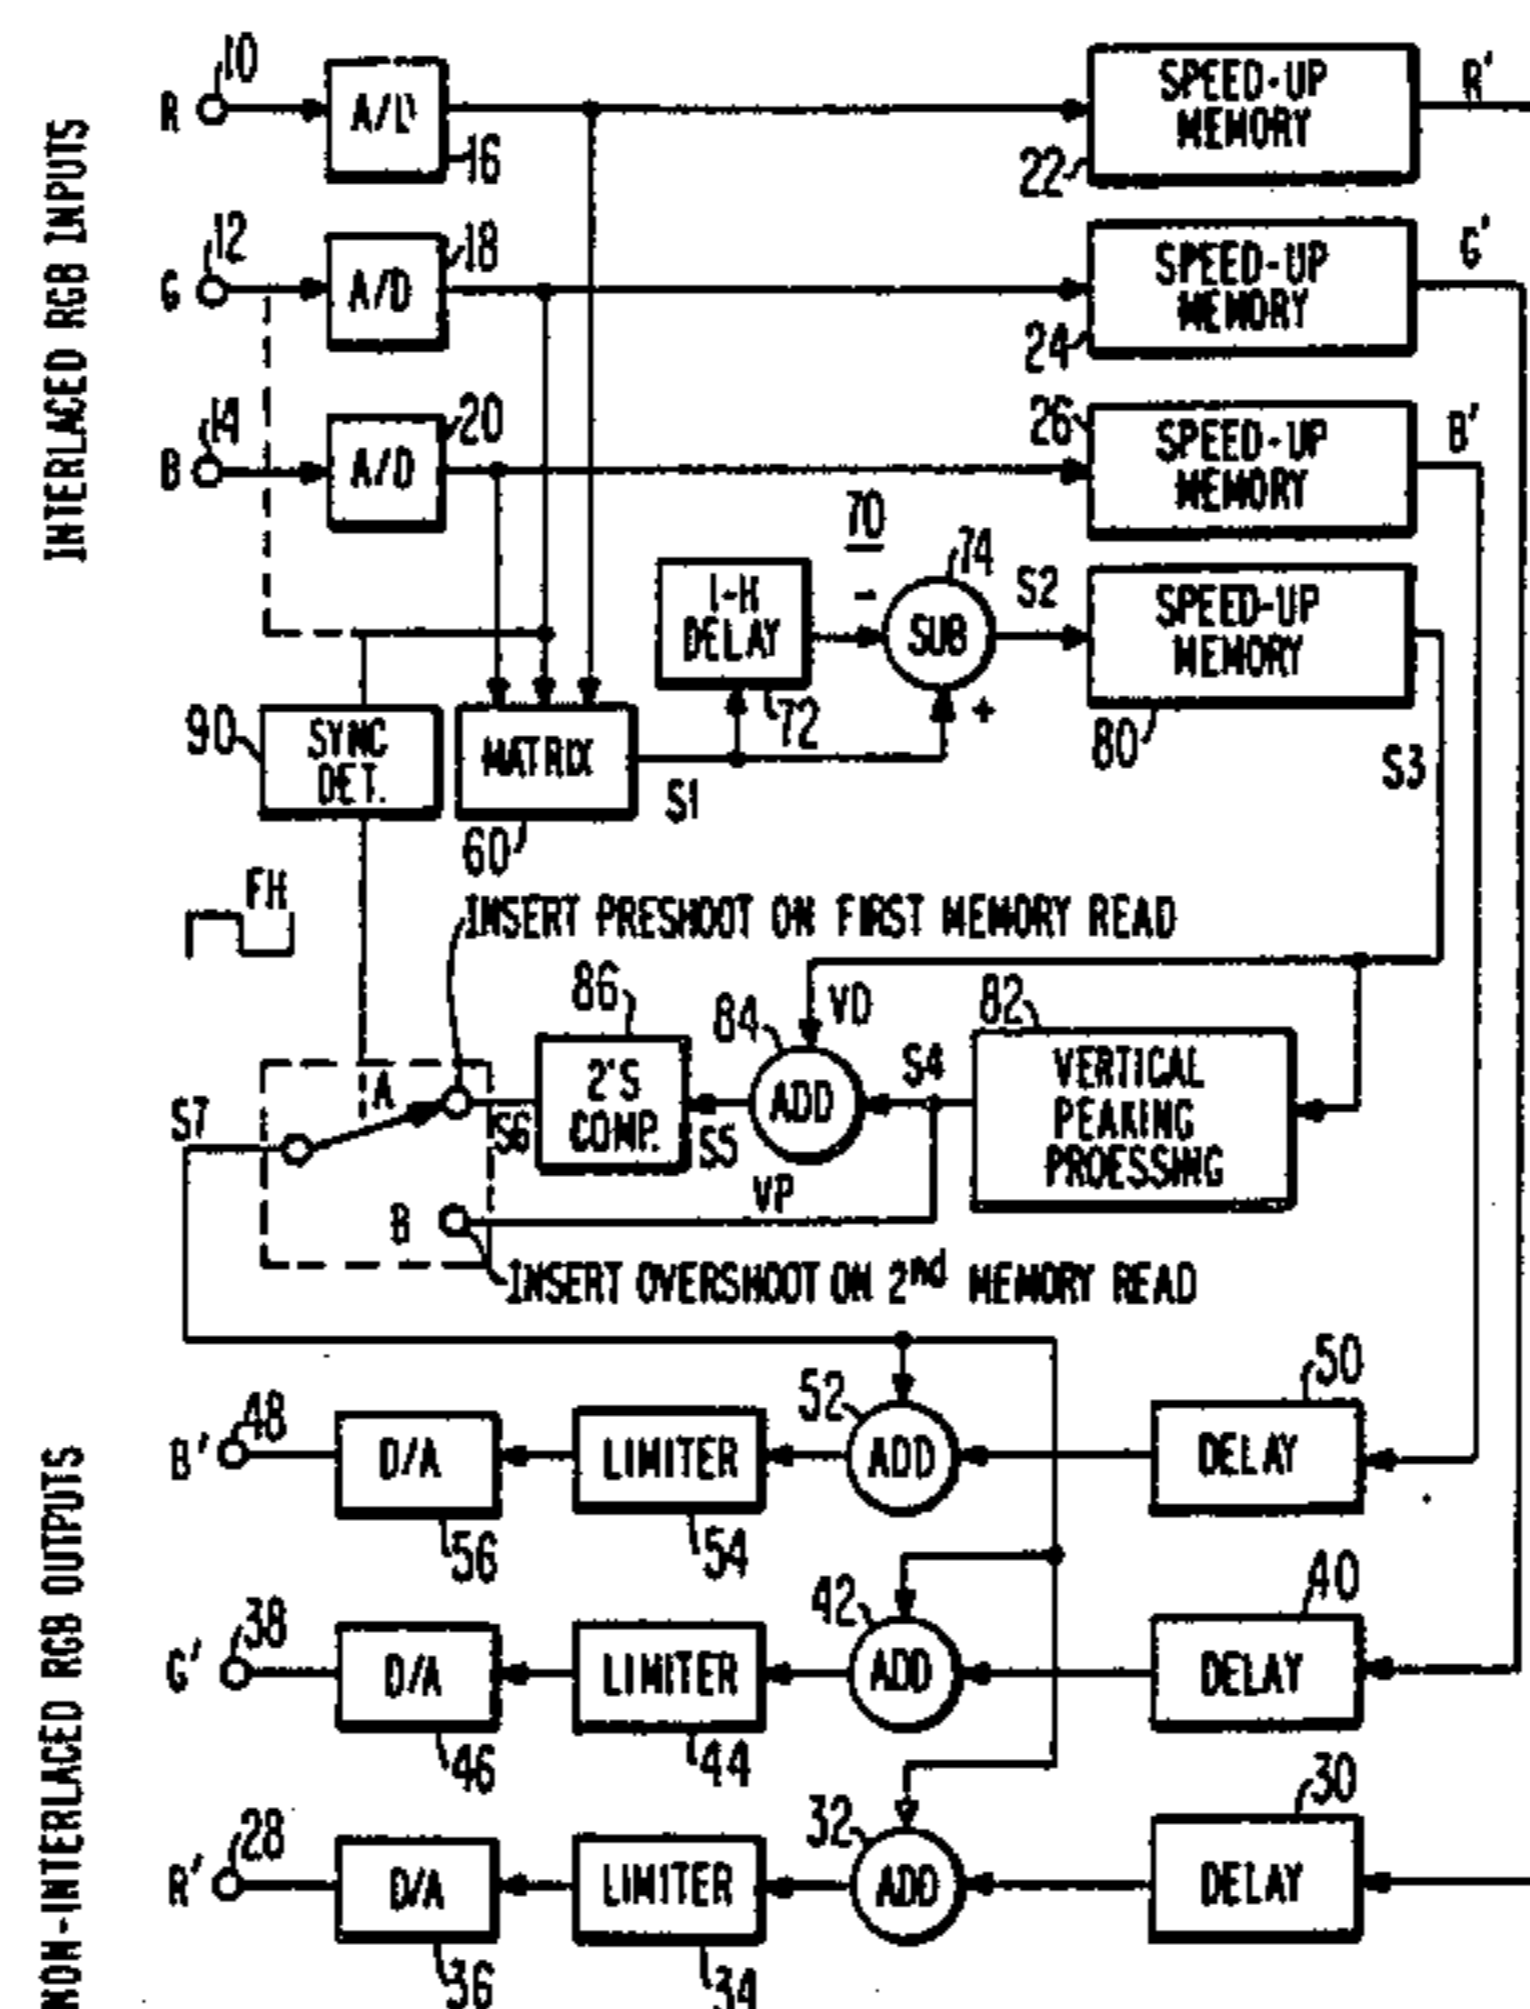 INTERLACED RGB INPUTS
R
10
A/D
16
SPEED-UP
MEMORY
22
R'
G
12
A/D
18
SPEED-UP
MEMORY
24
G'
B
14
A/D
20
SPEED-UP
MEMORY
26
B'
70
1-H
DELAY
72
-
SUB
74
+
S2
SPEED-UP
MEMORY
80
S3
90
SYNC
DET.
MATRIX
60
S1
FH
INSERT PRESHOOT ON FIRST MEMORY READ
S7
A
B
S6
86
2'S
COMP.
S5
84
ADD
VD
S4
VP
82
VERTICAL
PEAKING
PROESSING
INSERT OVERSHOOT ON 2nd MEMORY READ
NON-INTERLACED RGB OUTPUTS
B'
48
D/A
56
LIMITER
54
52
ADD
DELAY
50
G'
38
D/A
46
LIMITER
44
42
ADD
DELAY
40
R'
28
D/A
36
LIMITER
34
32
ADD
DELAY
30